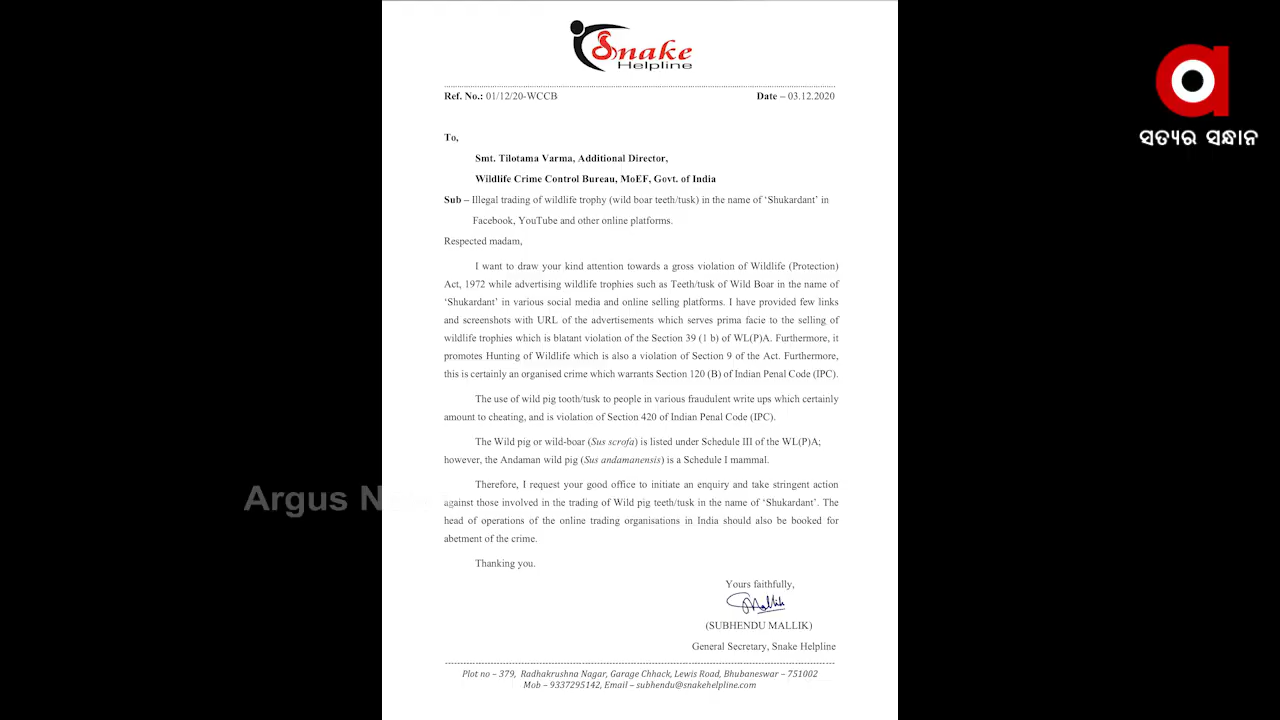 Snake
Helpline
Ref. No.: 01/12/20-WCCB Date – 03.12.2020
ସତ୍ୟର ସନ୍ଧାନ
To,
Smt. Tilotama Varma, Additional Director,
Wildlife Crime Control Bureau, MoEF, Govt. of India
Sub – Illegal trading of wildlife trophy (wild boar teeth/tusk) in the name of ‘Shukardant’ in
Facebook, YouTube and other online platforms.
Respected madam,
I want to draw your kind attention towards a gross violation of Wildlife (Protection)
Act, 1972 while advertising wildlife trophies such as Teeth/tusk of Wild Boar in the name of
‘Shukardant’ in various social media and online selling platforms. I have provided few links
and screenshots with URL of the advertisements which serves prima facie to the selling of
wildlife trophies which is blatant violation of the Section 39 (1 b) of WL(P)A. Furthermore, it
promotes Hunting of Wildlife which is also a violation of Section 9 of the Act. Furthermore,
this is certainly an organised crime which warrants Section 120 (B) of Indian Penal Code (IPC).
The use of wild pig tooth/tusk to people in various fraudulent write ups which certainly
amount to cheating, and is violation of Section 420 of Indian Penal Code (IPC).
The Wild pig or wild-boar (Sus scrofa) is listed under Schedule III of the WL(P)A;
however, the Andaman wild pig (Sus andamanensis) is a Schedule I mammal.
Therefore, I request your good office to initiate an enquiry and take stringent action
against those involved in the trading of Wild pig teeth/tusk in the name of ‘Shukardant’. The
head of operations of the online trading organisations in India should also be booked for
abetment of the crime.
Argus
Thanking you.
Yours faithfully,
Mallik
(SUBHENDU MALLIK)
General Secretary, Snake Helpline
Plot no – 379, Radhakrushna Nagar, Garage Chhack, Lewis Road, Bhubaneswar – 751002
Mob – 9337295142, Email – subhendu@snakehelpline.com